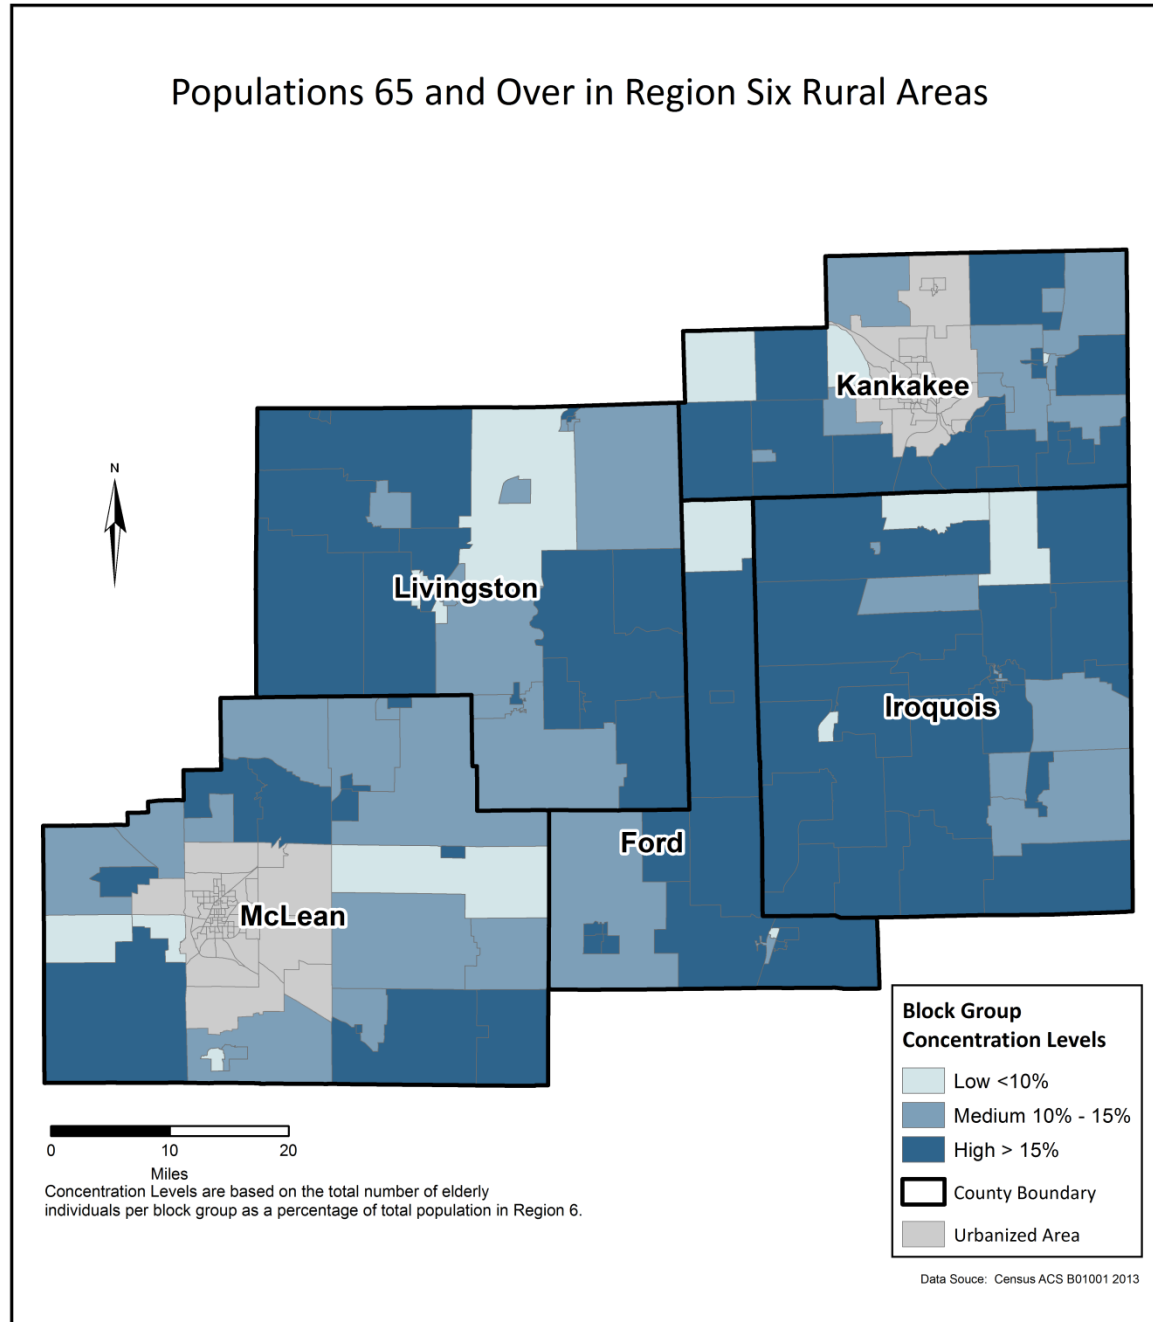 Populations 65 and Over in Region Six Rural Areas
Kankakee
N
Livingston
Iroquois
Ford
McLean
Block Group
Concentration Levels
Low <10%
Medium 10% - 15%
High > 15%
County Boundary
Urbanized Area
0 10 20
Miles
Concentration Levels are based on the total number of elderly
individuals per block group as a percentage of total population in Region 6.
Data Souce: Census ACS B01001 2013